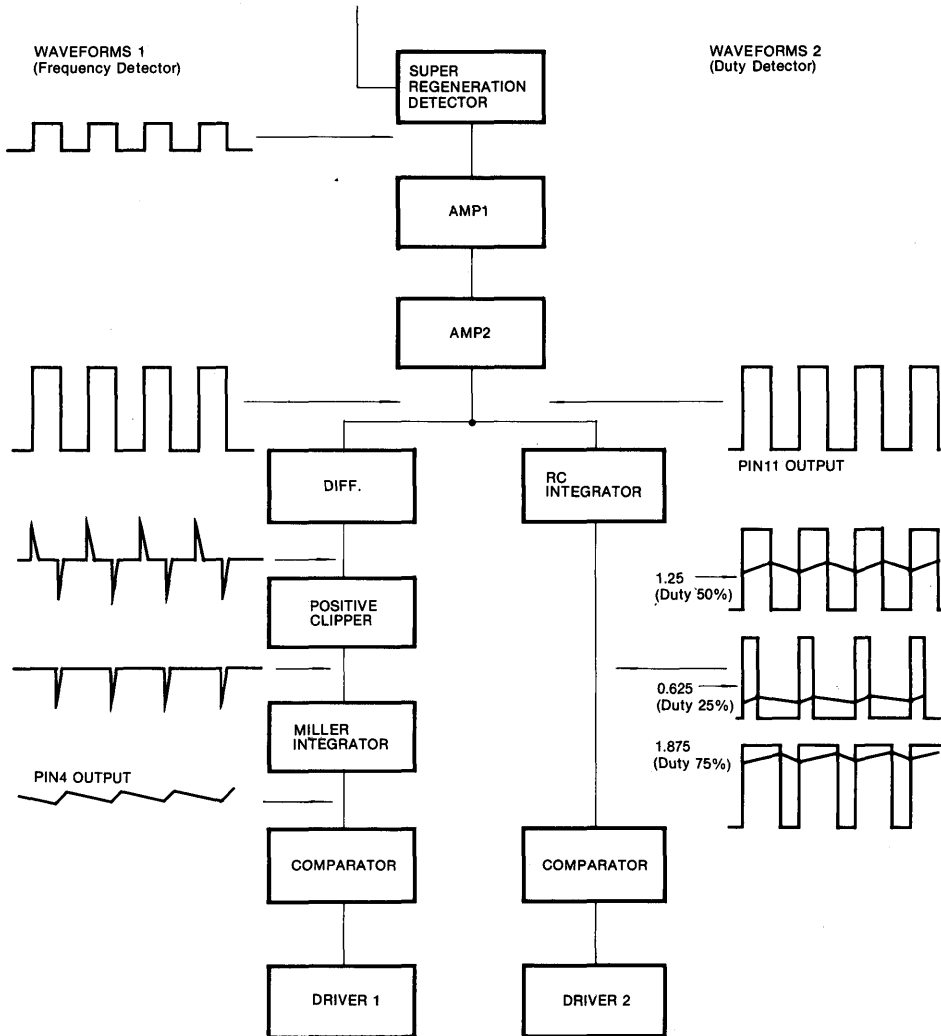 WAVEFORMS 1
(Frequency Detector)
SUPER
REGENERATION
DETECTOR
WAVEFORMS 2
(Duty Detector)
AMP1
AMP2
PIN11 OUTPUT
DIFF.
RC
INTEGRATOR
1.25
(Duty 50%)
POSITIVE
CLIPPER
0.625
(Duty 25%)
MILLER
INTEGRATOR
1.875
(Duty 75%)
PIN4 OUTPUT
COMPARATOR
COMPARATOR
DRIVER 1
DRIVER 2